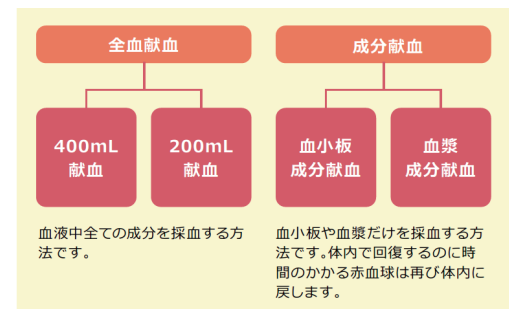 全血献血
成分献血
400mL
献血
200mL
献血
血小板
成分献血
血漿
成分献血
血液中全ての成分を採血する方
法です。
血小板や血漿だけを採血する方
法です。体内で回復するのに時
間のかかる赤血球は再び体内に
戻します。